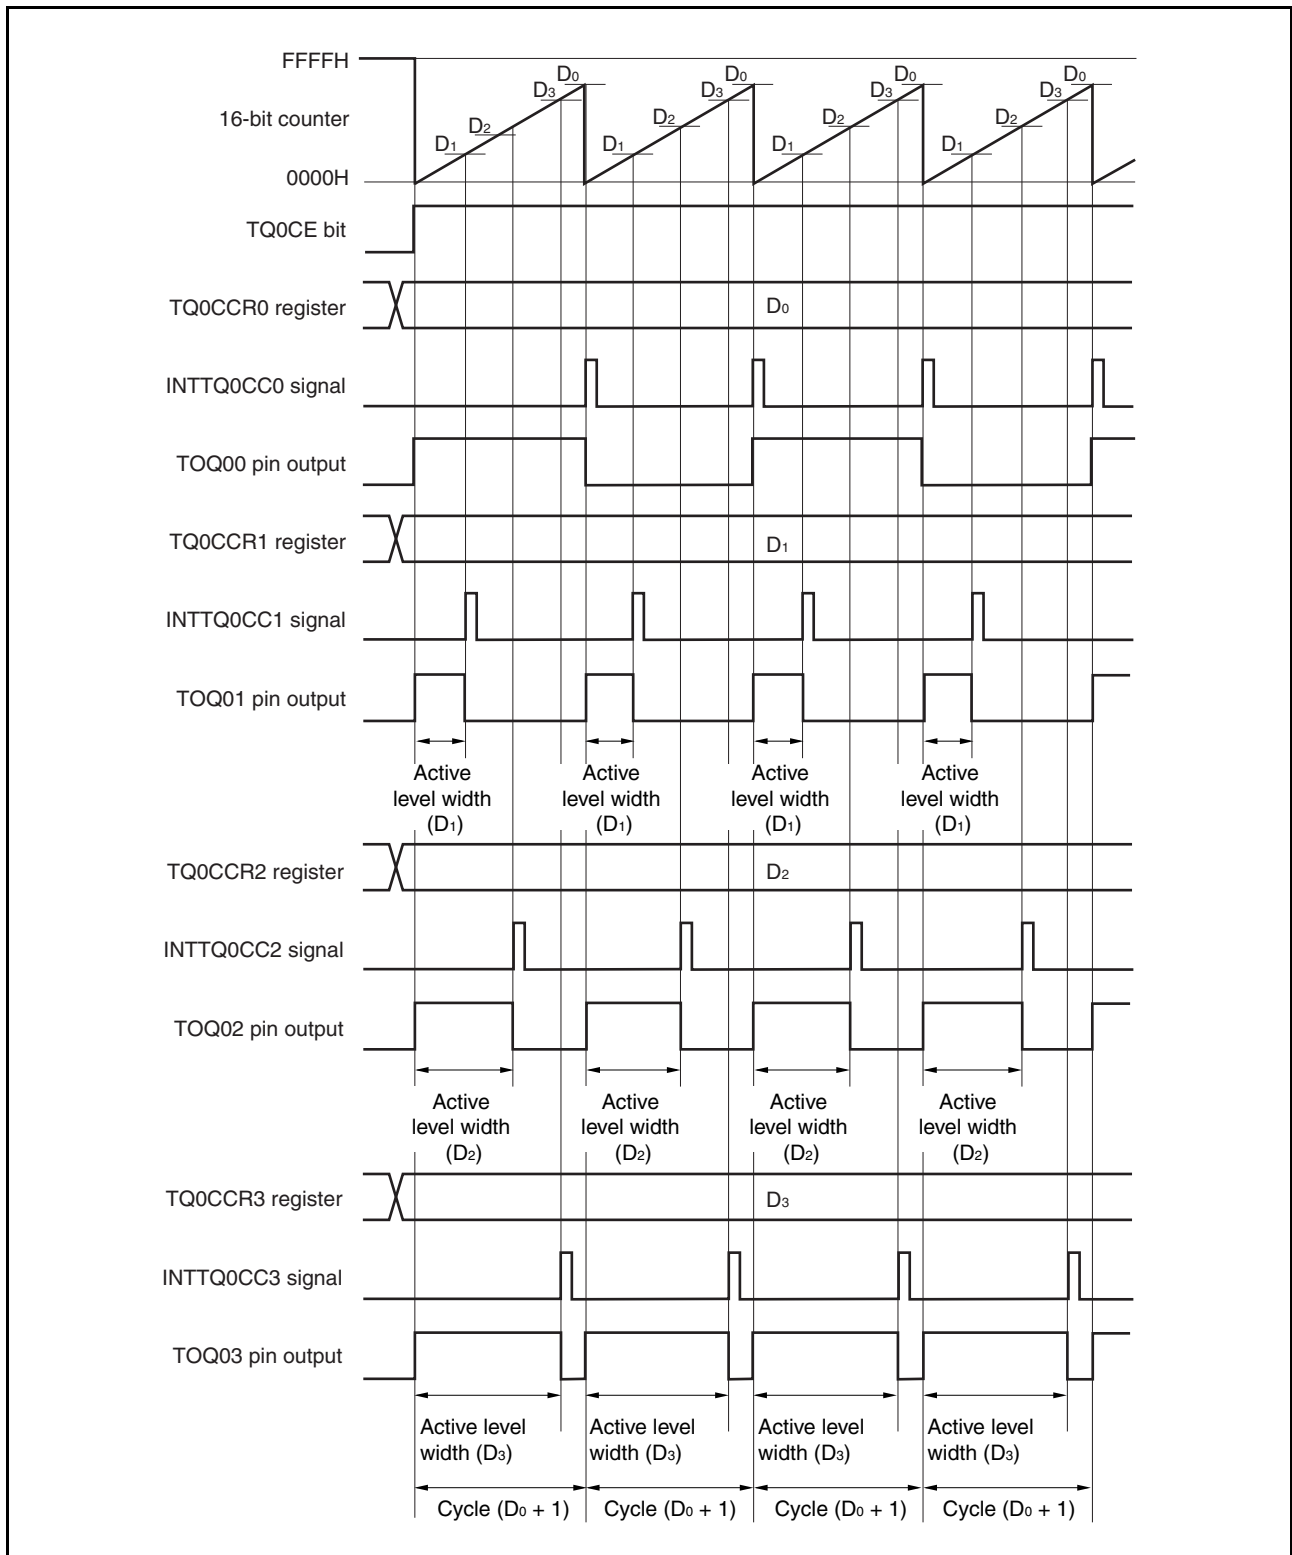 FFFFH
16-bit counter
0000H
D1 D2 D3 D0 D1 D2 D3 D0 D1 D2 D3 D0 D1 D2 D3 D0
TQ0CE bit
TQ0CCR0 register D0
INTTQ0CC0 signal
TOQ00 pin output
TQ0CCR1 register D1
INTTQ0CC1 signal
TOQ01 pin output
Active level width (D1)
Active level width (D1)
Active level width (D1)
Active level width (D1)
TQ0CCR2 register D2
INTTQ0CC2 signal
TOQ02 pin output
Active level width (D2)
Active level width (D2)
Active level width (D2)
Active level width (D2)
TQ0CCR3 register D3
INTTQ0CC3 signal
TOQ03 pin output
Active level width (D3)
Active level width (D3)
Active level width (D3)
Active level width (D3)
Cycle (D0 + 1) Cycle (D0 + 1) Cycle (D0 + 1) Cycle (D0 + 1)